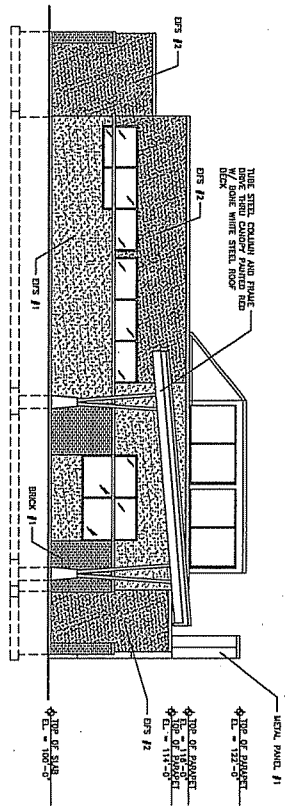 EIFS #2
TUBE STEEL COLUMN AND FRAME
DRIVE THRU CANOPY PAINTED RED
W/ BONE WHITE STEEL ROOF
DECK
EIFS #2
EIFS #1
BRICK #1
EIFS #2
METAL PANEL #1
TOP OF PARAPET
EL = 122'-0"
TOP OF PARAPET
TOP OF PARAPET
EL = 114'-0"
TOP OF SLAB
EL = 100'-0"